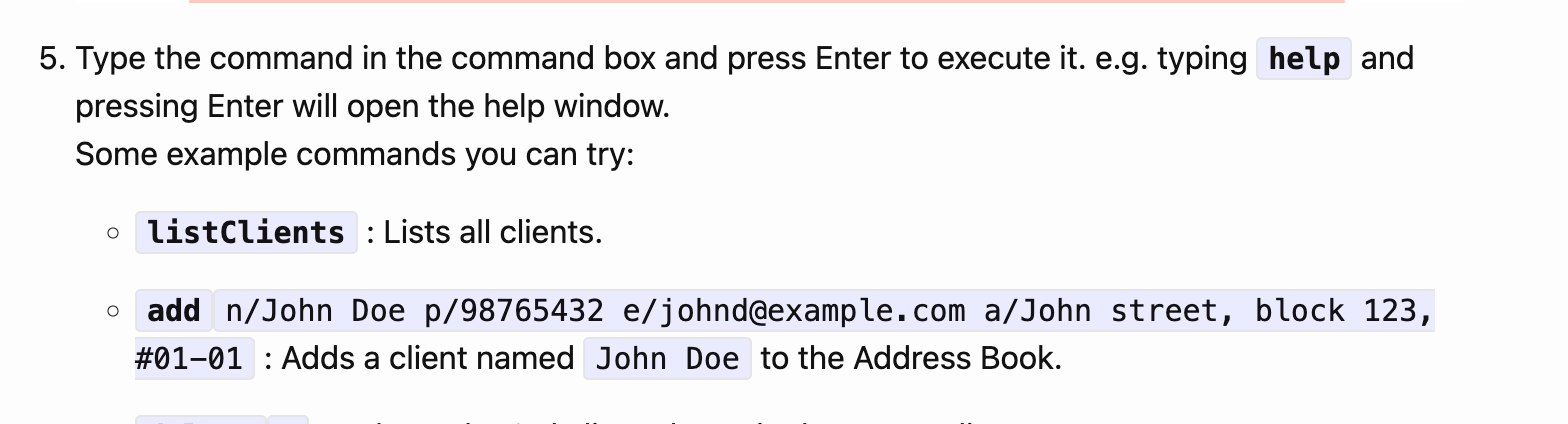 5. Type the command in the command box and press Enter to execute it. e.g. typing help and
pressing Enter will open the help window.
Some example commands you can try:
listClients : Lists all clients.
add n/John Doe p/98765432 e/johnd@example.com a/John street, block 123,
#01-01 : Adds a client named John Doe to the Address Book.